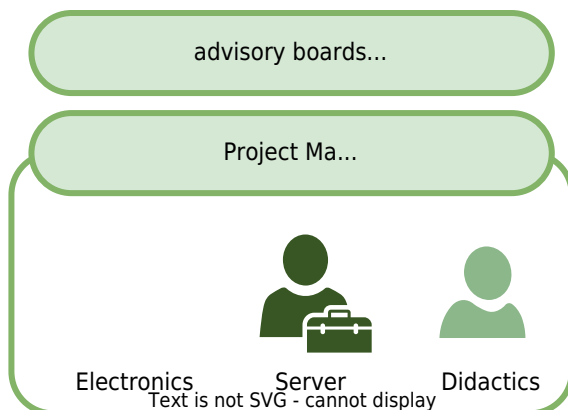 advisory boards...
Project Ma...
Electronics Server Didactics
Text is not SVG - cannot display